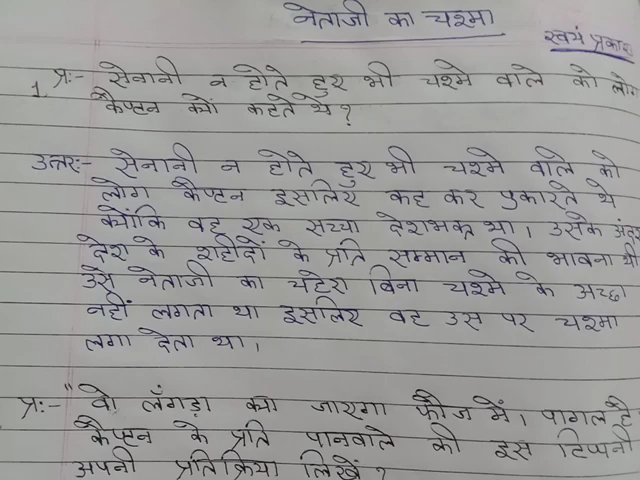 नेताजी का चश्मा
स्वयं प्रकाश
1. प्र:- सेनानी न होते हुए भी चश्मे वाले को लोग
कैप्टन क्यों कहते थे?
उत्तर:- सेनानी न होते हुए भी चश्मे वाले को
लोग कैप्टन इसलिए कह कर पुकारते थे
क्योंकि वह एक सच्चा देशभक्त था। उसके अंदर
देश के शहीदों के प्रति सम्मान की भावना थी
उसे नेताजी का चेहेरा बिना चश्मे के अच्छा
नहीं लगता था इसलिए वह उस पर चश्मा
लगा देता था।
प्र:- "वो लँगड़ा क्या जाएगा फौज में। पागल है
कैप्टन के प्रति पानवाले की इस टिप्पनी
अपनी प्रतिक्रिया लिखें?